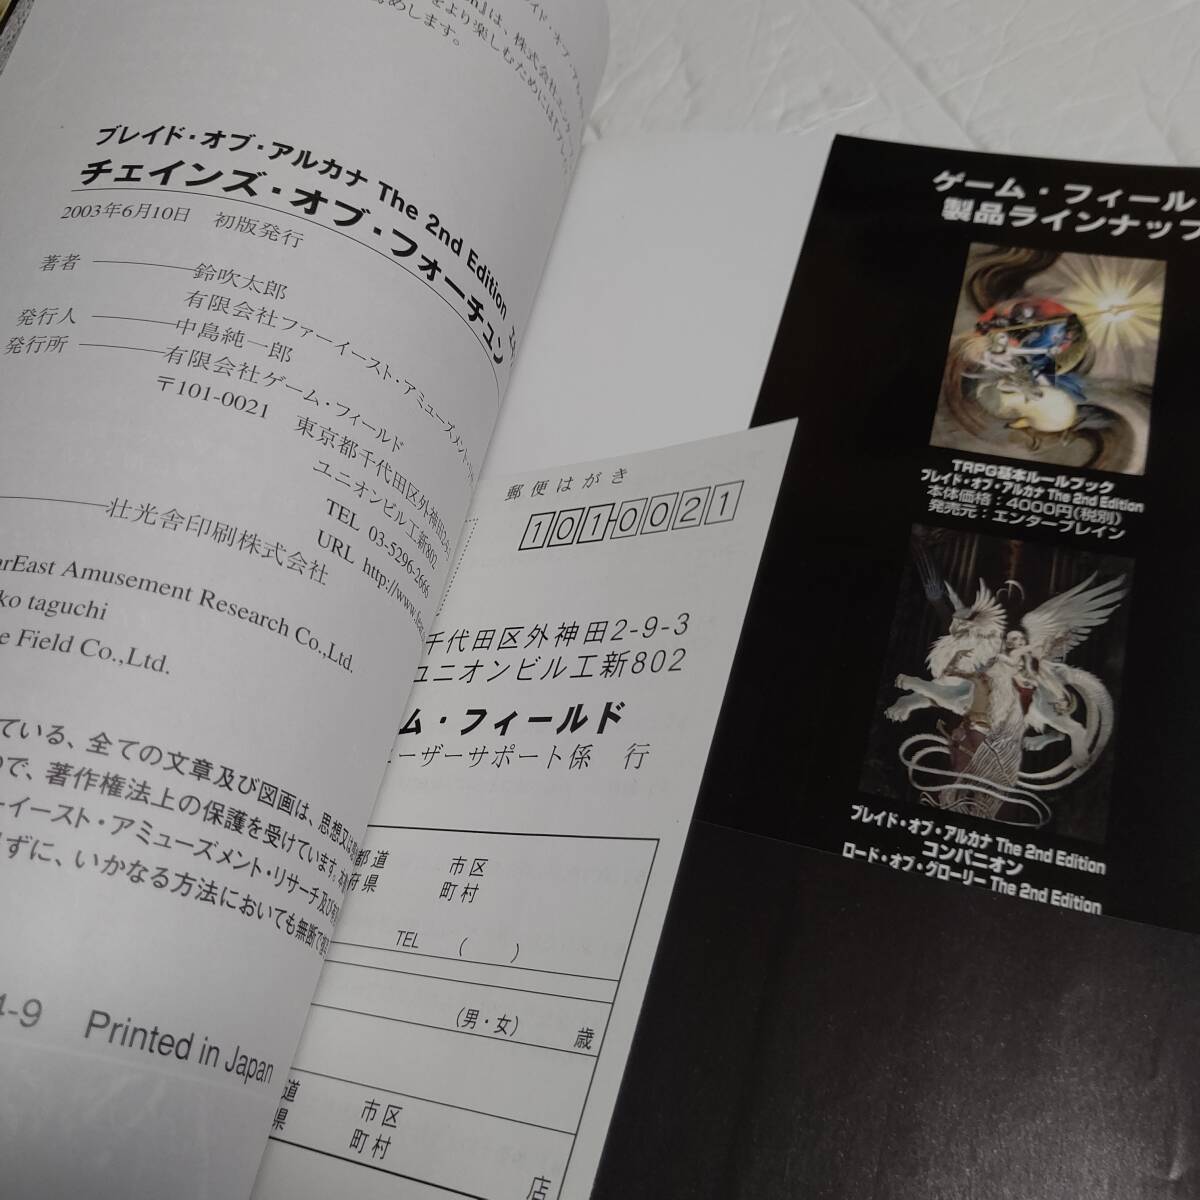 をより楽しむためには『ブレ
めします。
ブレイド・オブ・アルカナ The 2nd Edition
チェインズ・オブ・フォーチュン
2003年6月10日　初版発行
著者　鈴吹太郎
有限会社ファーイースト・アミューズメント・
発行人　中島純一郎
発行所　有限会社ゲーム・フィールド
〒101-0021　東京都千代田区外神田
ユニオンビル工新802
TEL 03-5296-2666
URL http://www.
壮光舎印刷株式会社
arEast Amusement Research Co.,Ltd.
ko taguchi
e Field Co.,Ltd.
ている、全ての文章及び図画は、思想又は
ので、著作権法上の保護を受けています。
ーイースト・アミューズメント・リサーチ及び
ずに、いかなる方法においても無断で
4-9　Printed in Japan
郵便はがき
1010021
千代田区外神田2-9-3
ユニオンビル工新802
ム・フィールド
ーザーサポート係　行
都道　市区
府県　町村
TEL　(　　)
(男・女)　歳
道　市区
県　町村
店
ゲーム・フィール
製品ラインナップ
TRPG基本ルールブック
ブレイド・オブ・アルカナ The 2nd Edition
本体価格：4000円(税別)
発売元：エンターブレイン
ブレイド・オブ・アルカナ The 2nd Edition
コンパニオン
ロード・オブ・グローリー The 2nd Edition